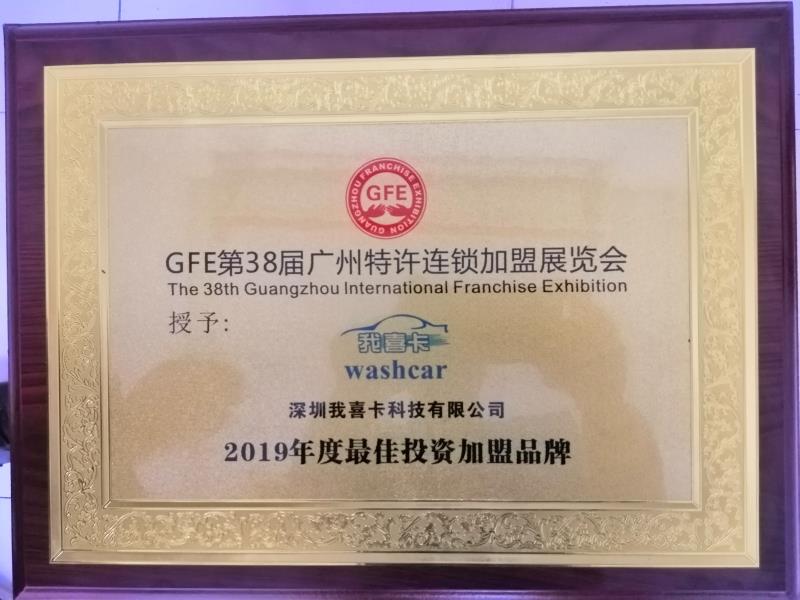 GUANGZHOU FRANCHISE EXHIBITION
GFE
GUANGZHOU
GFE第38届广州特许连锁加盟展览会
The 38th Guangzhou International Franchise Exhibition
授予:
我喜卡
washcar
深圳我喜卡科技有限公司
2019年度最佳投资加盟品牌